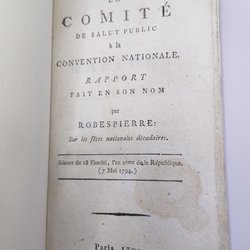 COMITÉ
DE SALUT PUBLIC
à la
CONVENTION NATIONALE.
RAPPORT
FAIT EN SON NOM
par
ROBESPIERRE:
Sur les fêtes nationales décadaires.
Séance du 18 Floréal, l'an 2ème de la République.
(7 Mai 1794.)
Paris